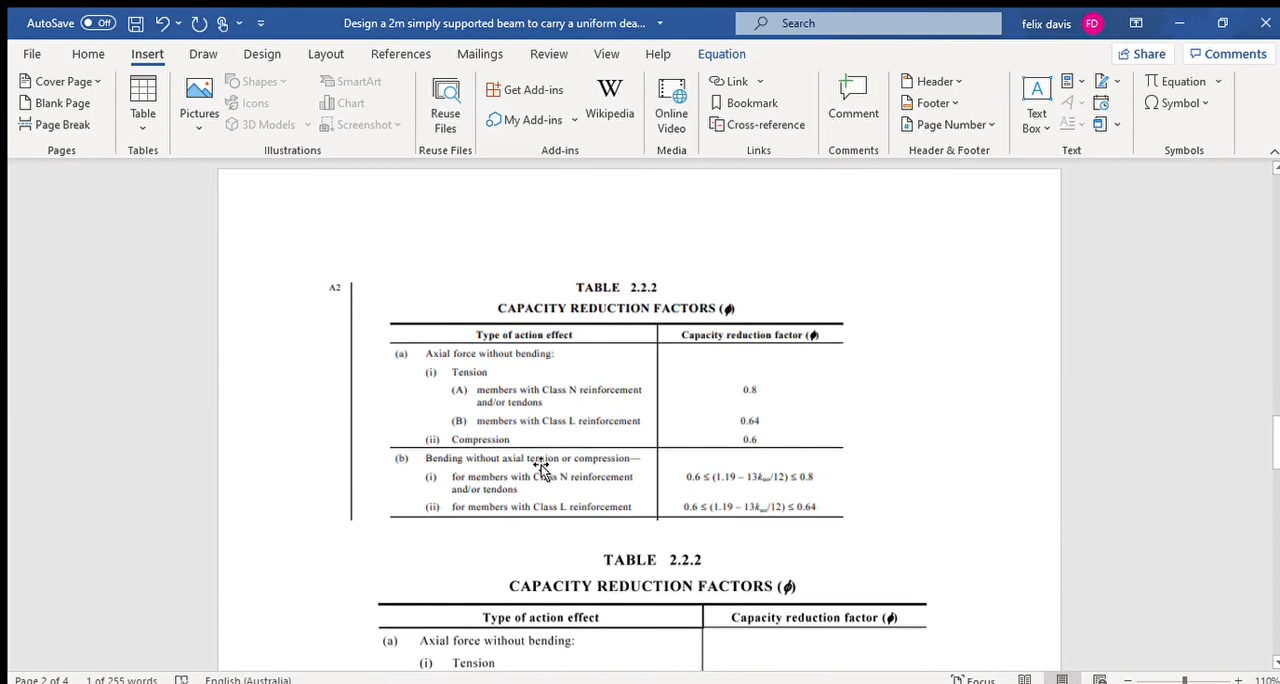 AutoSave Off Design a 2m simply supported beam to carry a uniform dea... Search felix davis FD
File Home Insert Draw Design Layout References Mailings Review View Help Equation Share Comments
Cover Page
Blank Page
Page Break
Pages
Table
Tables
Pictures
Shapes
Icons
3D Models
SmartArt
Chart
Screenshot
Illustrations
Reuse
Files
Reuse Files
Get Add-ins
My Add-ins
W
Wikipedia
Add-ins
Online
Video
Media
Link
Bookmark
Cross-reference
Links
Comment
Comments
Header
Footer
Page Number
Header & Footer
A
Text
Box
Text
π Equation
Ω Symbol
Symbols
A2
TABLE 2.2.2
CAPACITY REDUCTION FACTORS (ϕ)
Type of action effect Capacity reduction factor (ϕ)
(a) Axial force without bending:
(i) Tension
(A) members with Class N reinforcement 0.8
and/or tendons
(B) members with Class L reinforcement 0.64
(ii) Compression 0.6
(b) Bending without axial tension or compression—
(i) for members with Class N reinforcement 0.6 ≤ (1.19 – 13kuo/12) ≤ 0.8
and/or tendons
(ii) for members with Class L reinforcement 0.6 ≤ (1.19 – 13kuo/12) ≤ 0.64
TABLE 2.2.2
CAPACITY REDUCTION FACTORS (ϕ)
Type of action effect Capacity reduction factor (ϕ)
(a) Axial force without bending:
(i) Tension
Page 2 of 4 1 of 255 words English (Australia) Focus 110%